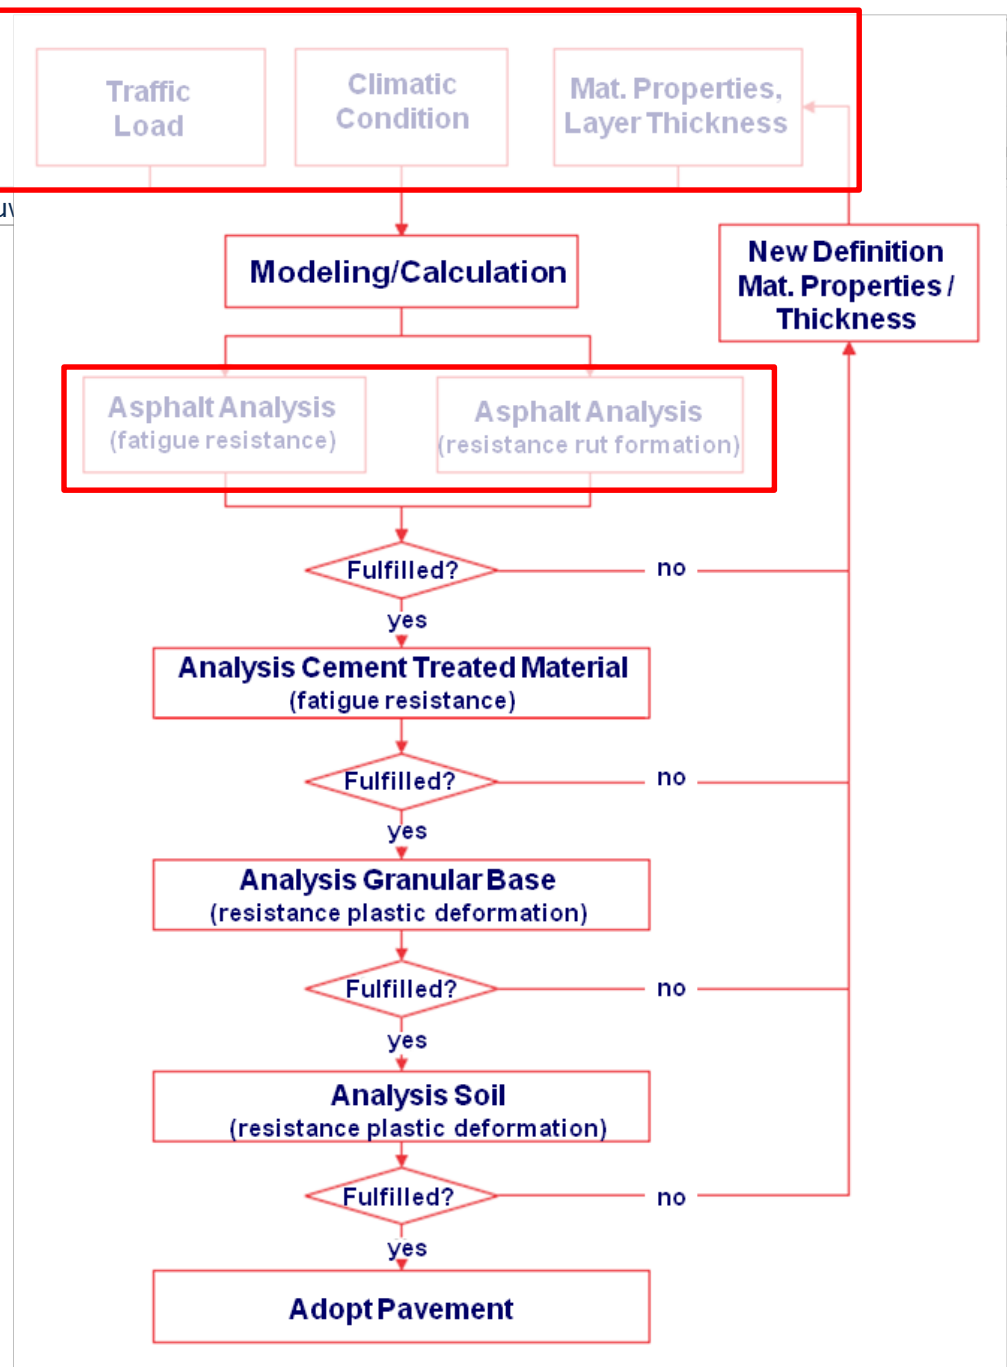 Traffic
Load
Climatic
Condition
Mat. Properties,
Layer Thickness
New Definition
Mat. Properties /
Thickness
Modeling/Calculation
Asphalt Analysis
(fatigue resistance)
Asphalt Analysis
(resistance rut formation)
Fulfilled?
no
yes
Analysis Cement Treated Material
(fatigue resistance)
Fulfilled?
no
yes
Analysis Granular Base
(resistance plastic deformation)
Fulfilled?
no
yes
Analysis Soil
(resistance plastic deformation)
Fulfilled?
no
yes
Adopt Pavement